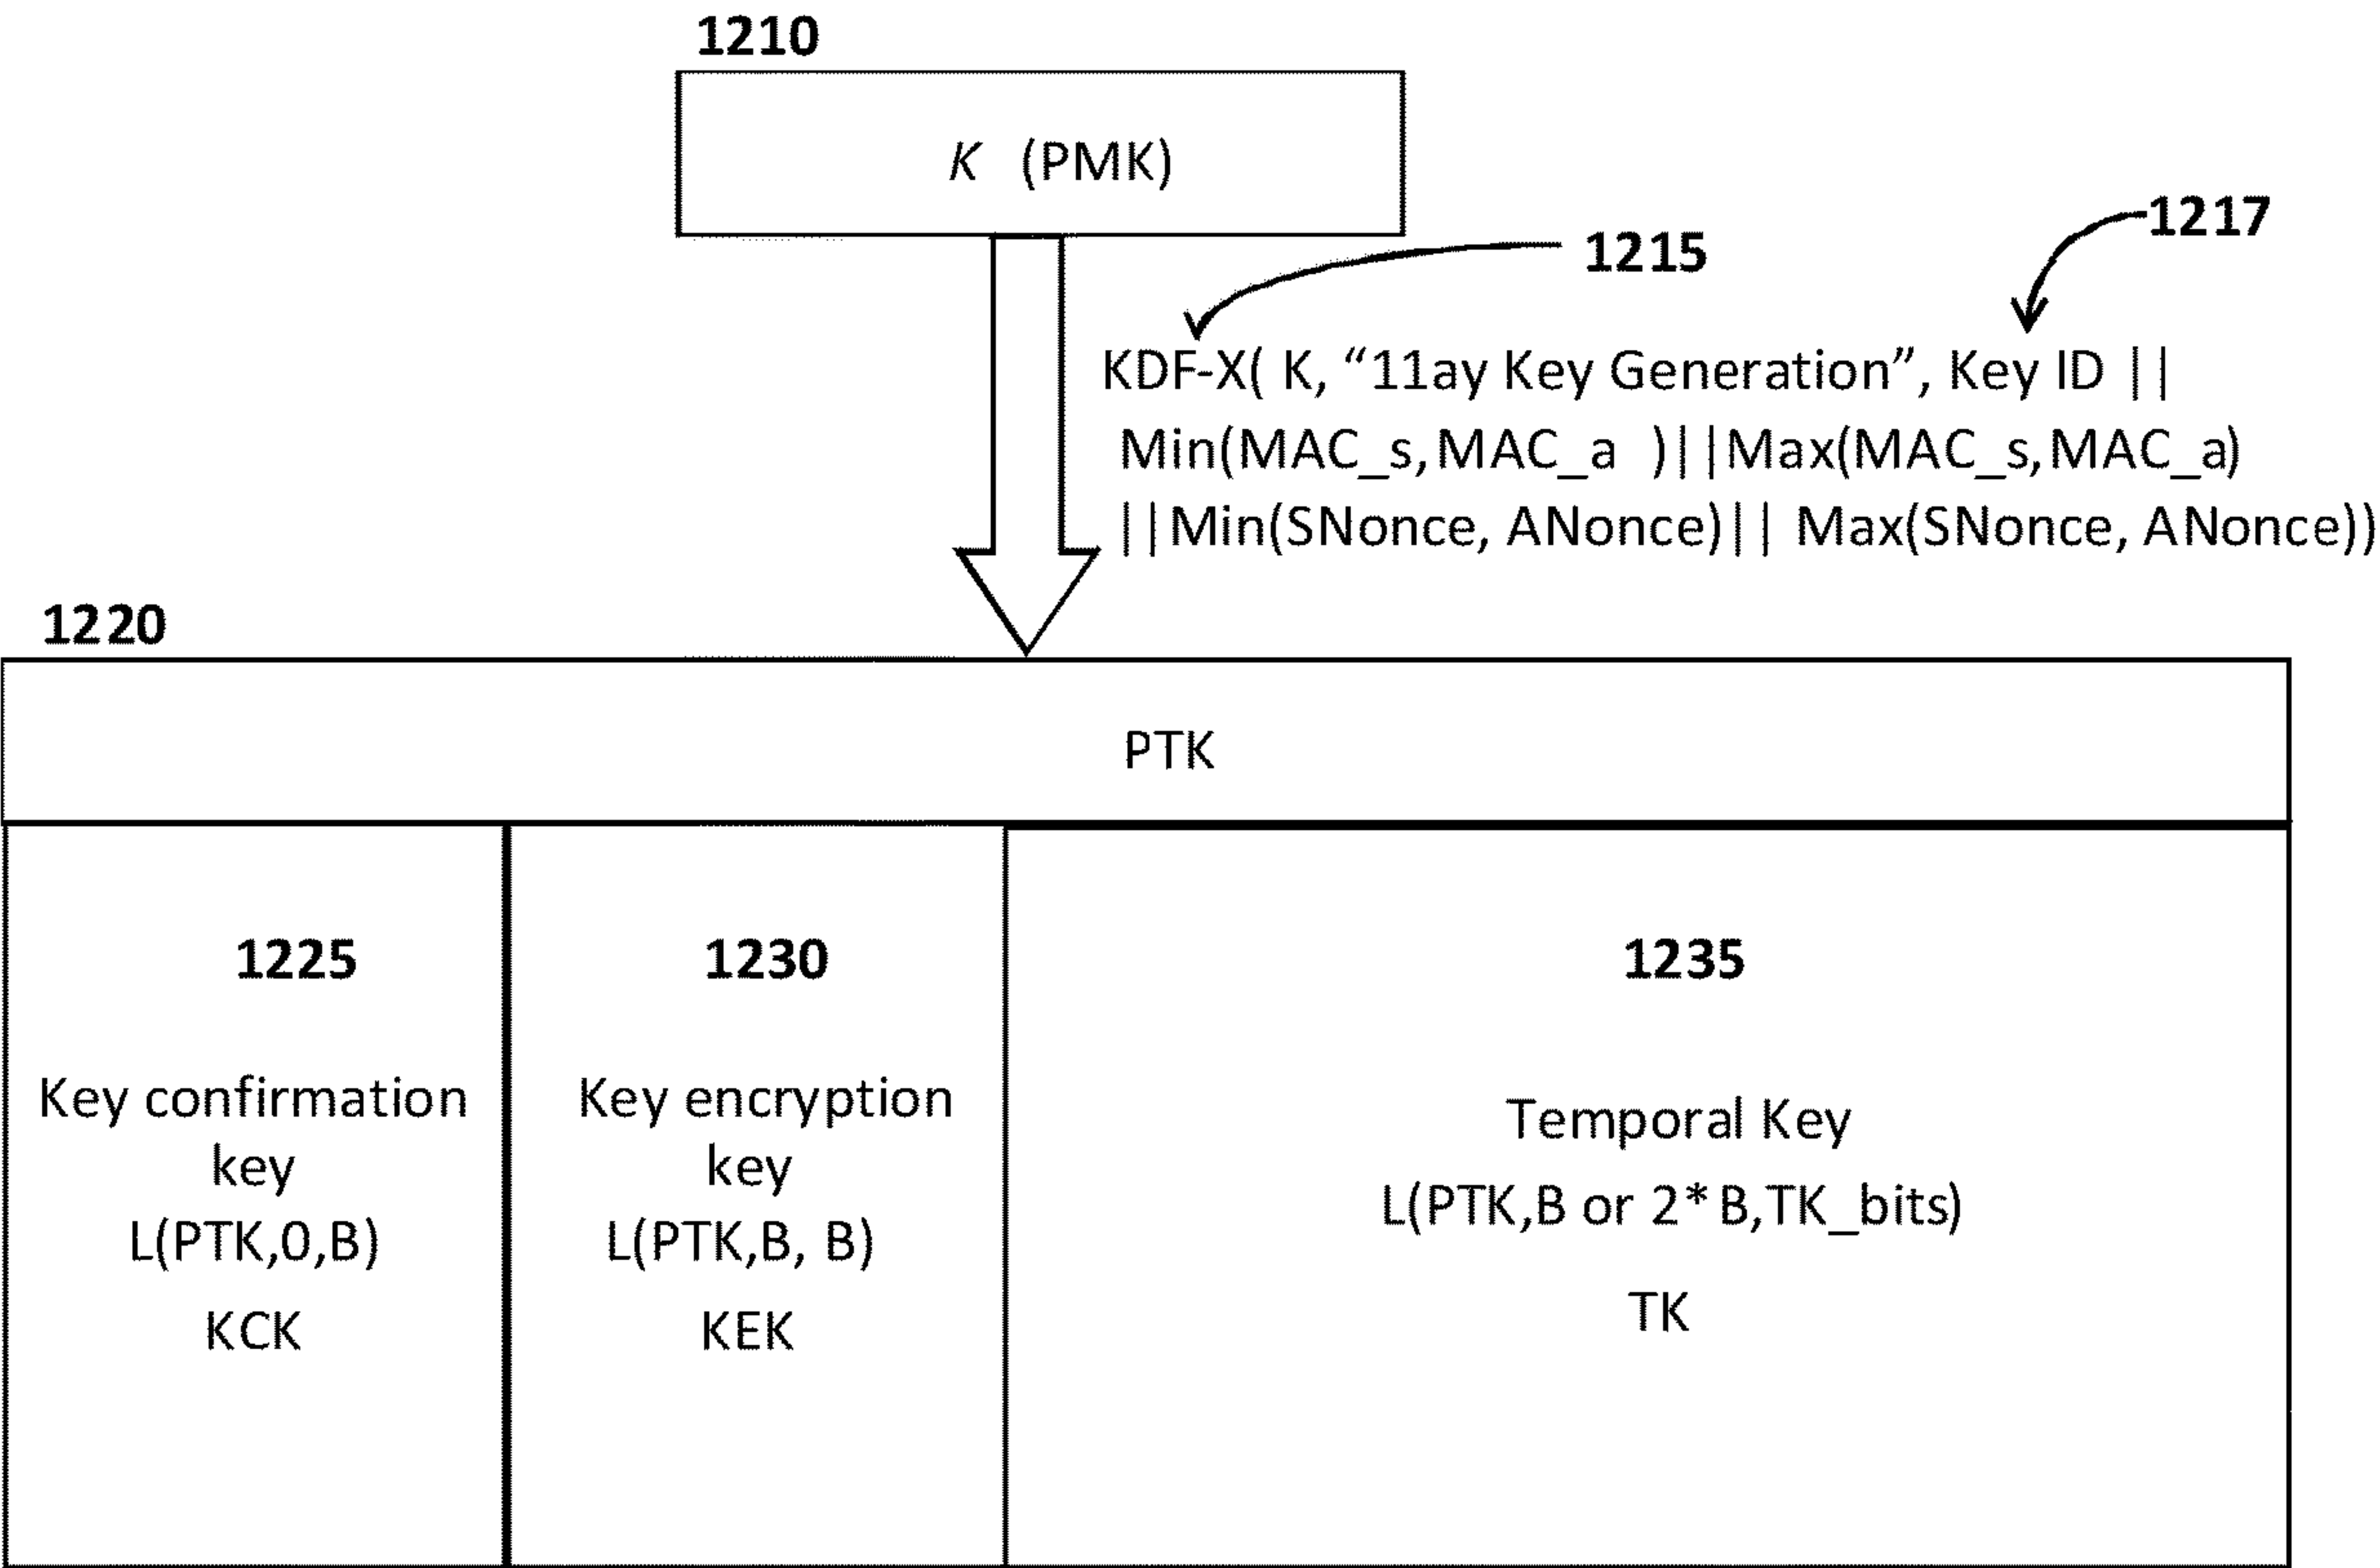 1210
K (PMK)
1217
1215
KDF-X( K, “11ay Key Generation”, Key ID ||
Min(MAC_s,MAC_a )||Max(MAC_s,MAC_a)
||Min(SNonce, ANonce)|| Max(SNonce, ANonce))
1220
PTK
1225
Key confirmation
key
L(PTK,0,B)
KCK
1230
Key encryption
key
L(PTK,B, B)
KEK
1235
Temporal Key
L(PTK,B or 2*B,TK_bits)
TK